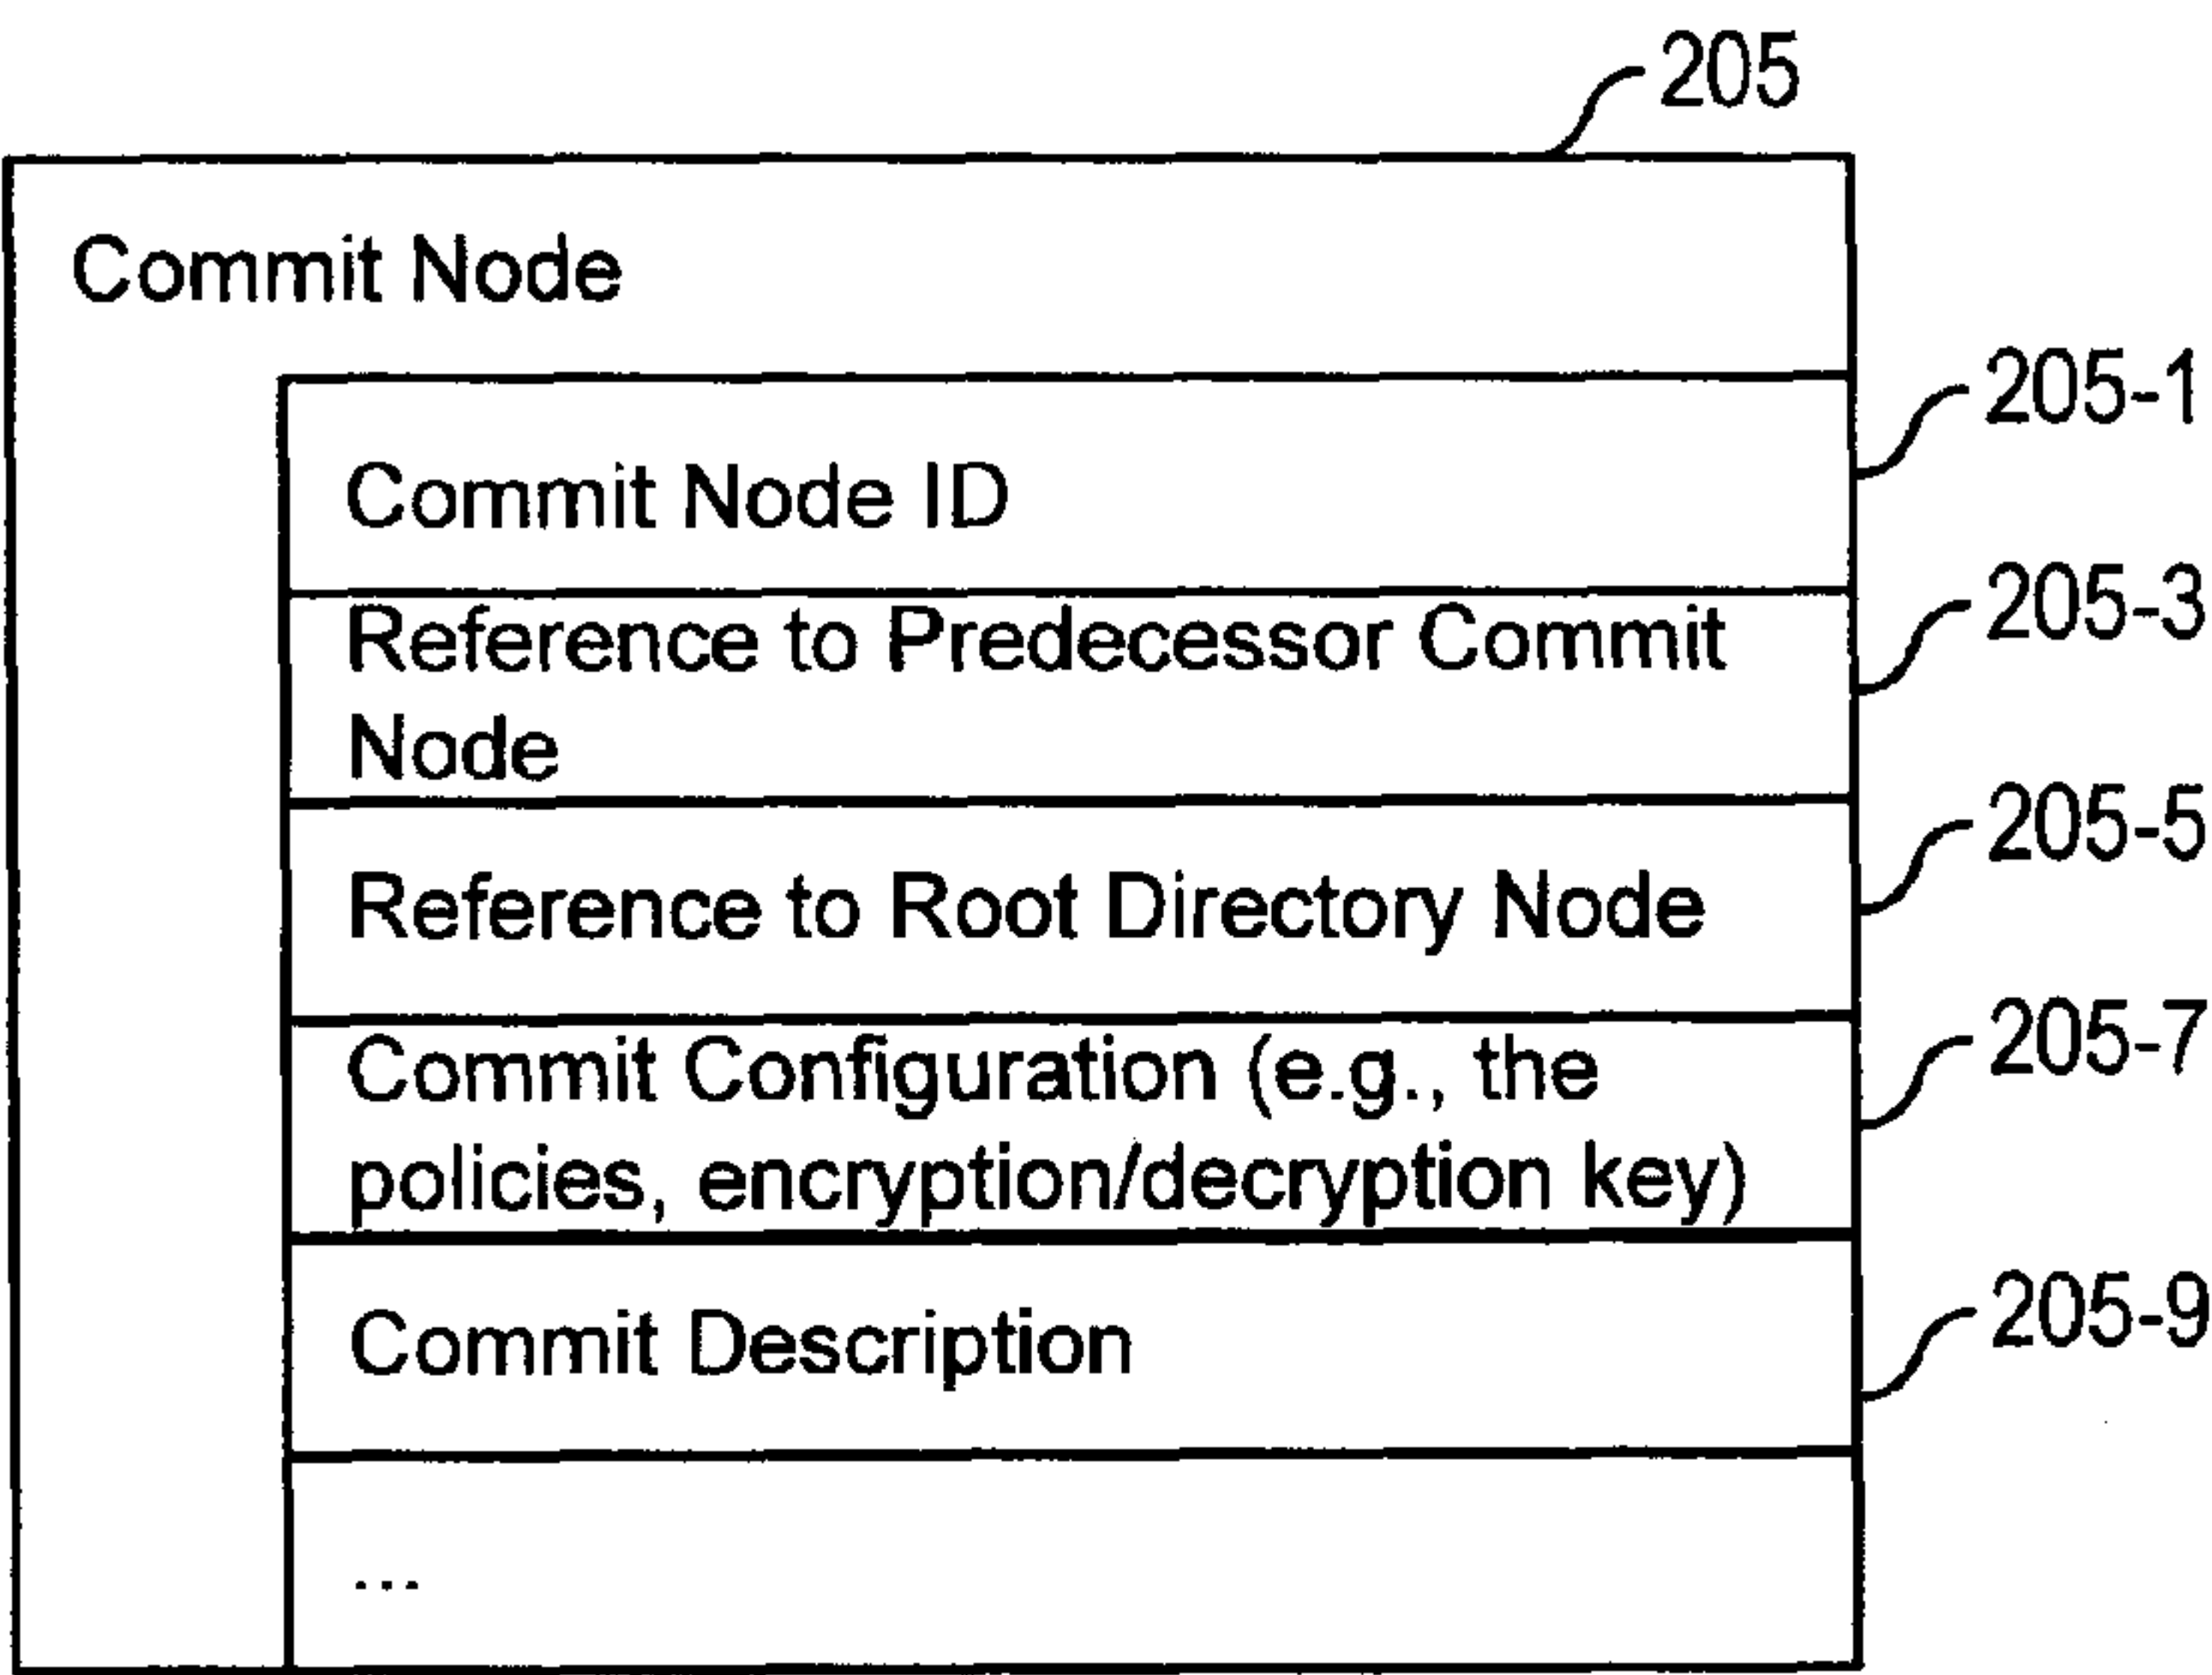 205
Commit Node
205-1
Commit Node ID
205-3
Reference to Predecessor Commit
Node
205-5
Reference to Root Directory Node
205-7
Commit Configuration (e.g., the
policies, encryption/decryption key)
205-9
Commit Description
...